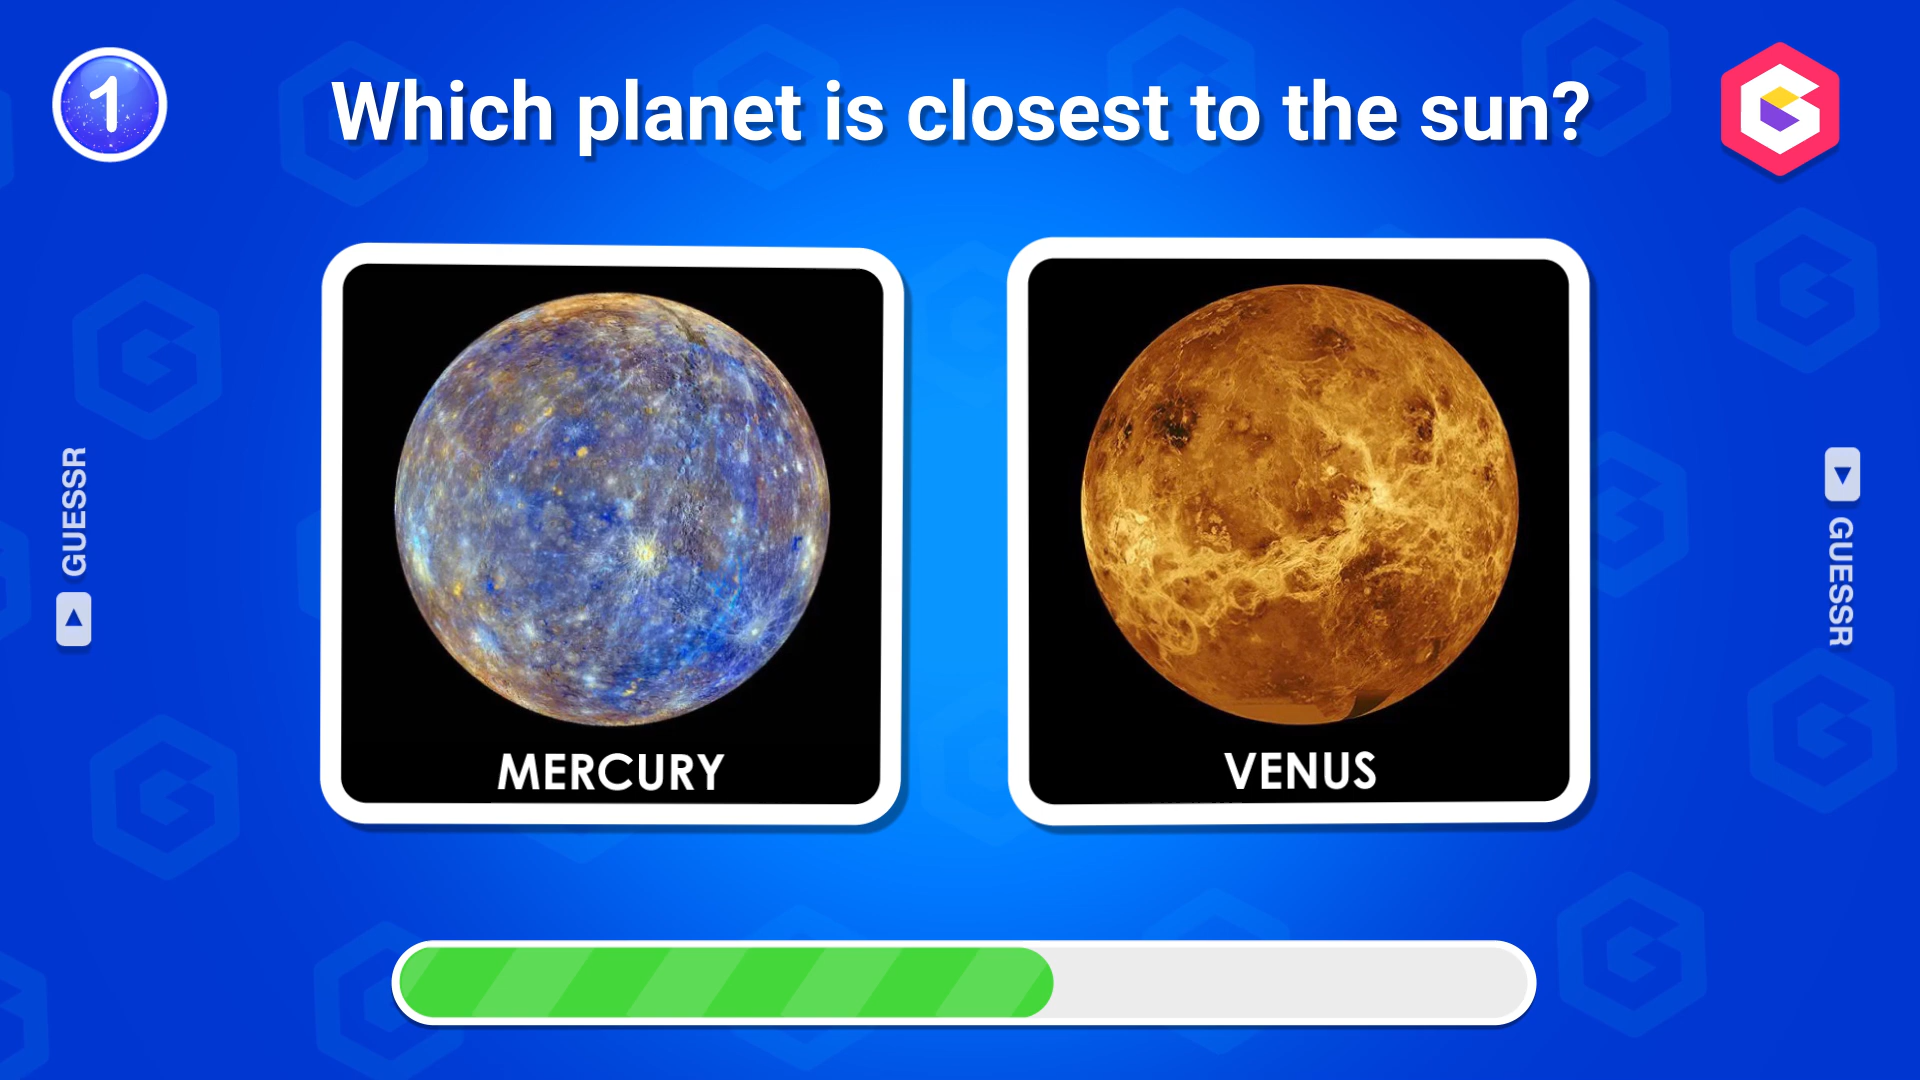 1
Which planet is closest to the sun?
GUESSR
MERCURY
VENUS
GUESSR